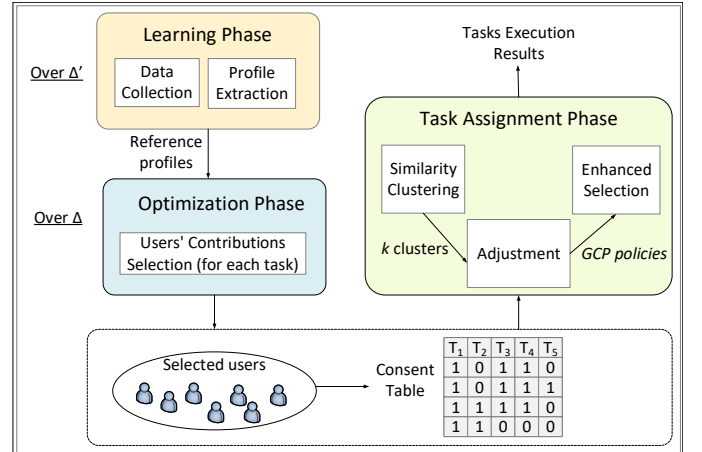 Learning Phase
Over Δ'
Data
Collection
Profile
Extraction
Reference
profiles
Over Δ
Optimization Phase
Users' Contributions
Selection (for each task)
Tasks Execution
Results
Task Assignment Phase
Similarity
Clustering
Enhanced
Selection
k clusters
Adjustment
GCP policies
Selected users
Consent
Table
T1 T2 T3 T4 T5
1 0 1 1 0
1 0 1 1 1
1 1 1 1 0
1 1 0 0 0